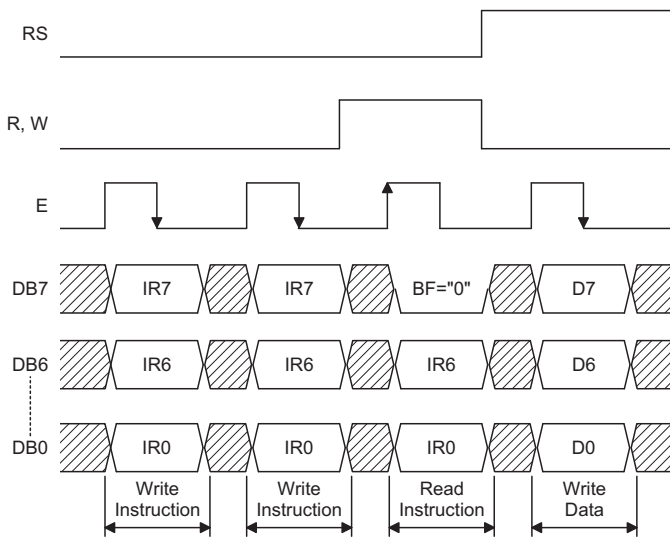 RS
R, W
E
DB7 IR7 IR7 BF="0" D7
DB6 IR6 IR6 IR6 D6
DB0 IR0 IR0 IR0 D0
Write Write Read Write
Instruction Instruction Instruction Data